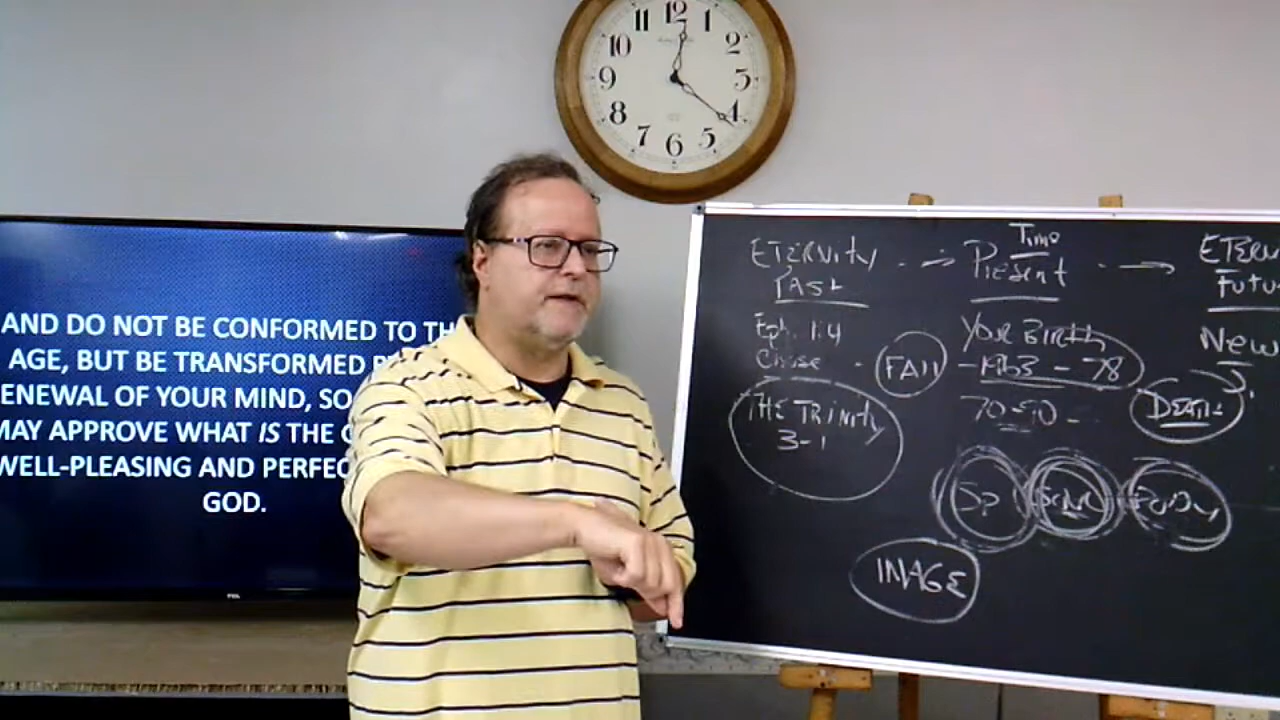 12 1 2 3 4 5 6 7 8 9 10 11
AND DO NOT BE CONFORMED TO TH
AGE, BUT BE TRANSFORMED
ENEWAL OF YOUR MIND, SO
MAY APPROVE WHAT IS THE
WELL-PLEASING AND PERFEC
GOD.
TCL
ETERNITY PAST
Eph. 1:4
Chose
THE TRINITY
3-1
FALL
Time
Present
YOUR BIRTH
1963 - 78
70-90
Sp Soul Body
IMAGE
ETERN
Futu
New
DEATH